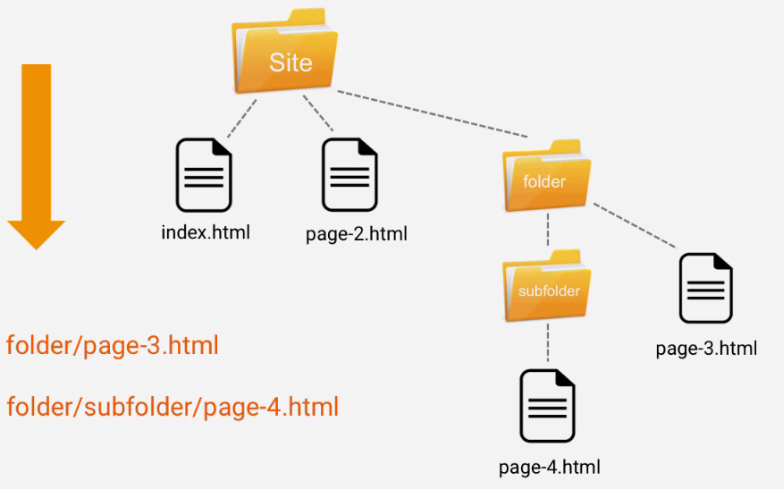 Site
index.html
page-2.html
folder
subfolder
page-3.html
page-4.html
folder/page-3.html
folder/subfolder/page-4.html